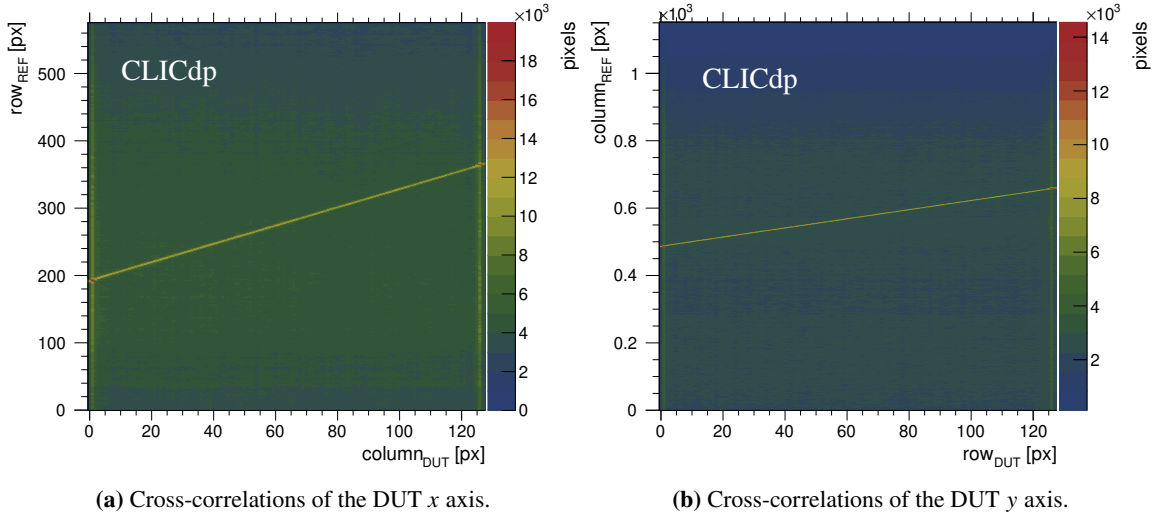 ×10³
row_REF [px]
CLICdp
pixels
500
400
300
200
100
0
18
16
14
12
10
8
6
4
2
0
0 20 40 60 80 100 120
column_DUT [px]
(a) Cross-correlations of the DUT x axis.
×10³
×10³
column_REF [px]
CLICdp
pixels
1
0.8
0.6
0.4
0.2
0
14
12
10
8
6
4
2
0 20 40 60 80 100 120
row_DUT [px]
(b) Cross-correlations of the DUT y axis.